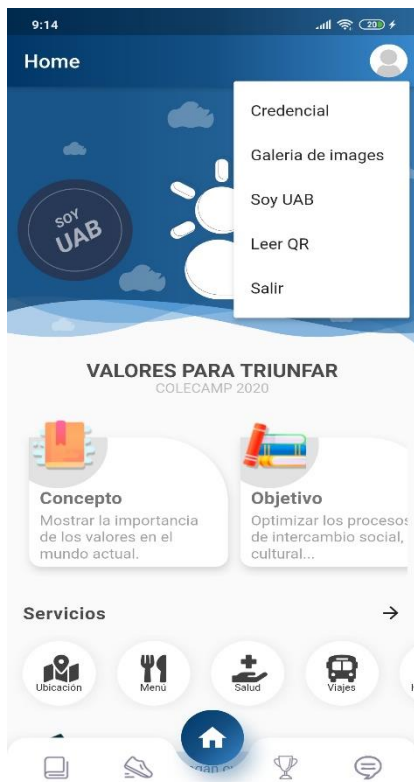 9:14
20
Home
Credencial
Galeria de images
Soy UAB
Leer QR
Salir
SOY
UAB
VALORES PARA TRIUNFAR
COLECAMP 2020
Concepto
Mostrar la importancia
de los valores en el
mundo actual.
Objetivo
Optimizar los procesos
de intercambio social,
cultural...
Servicios
Ubicación
Menú
Salud
Viajes